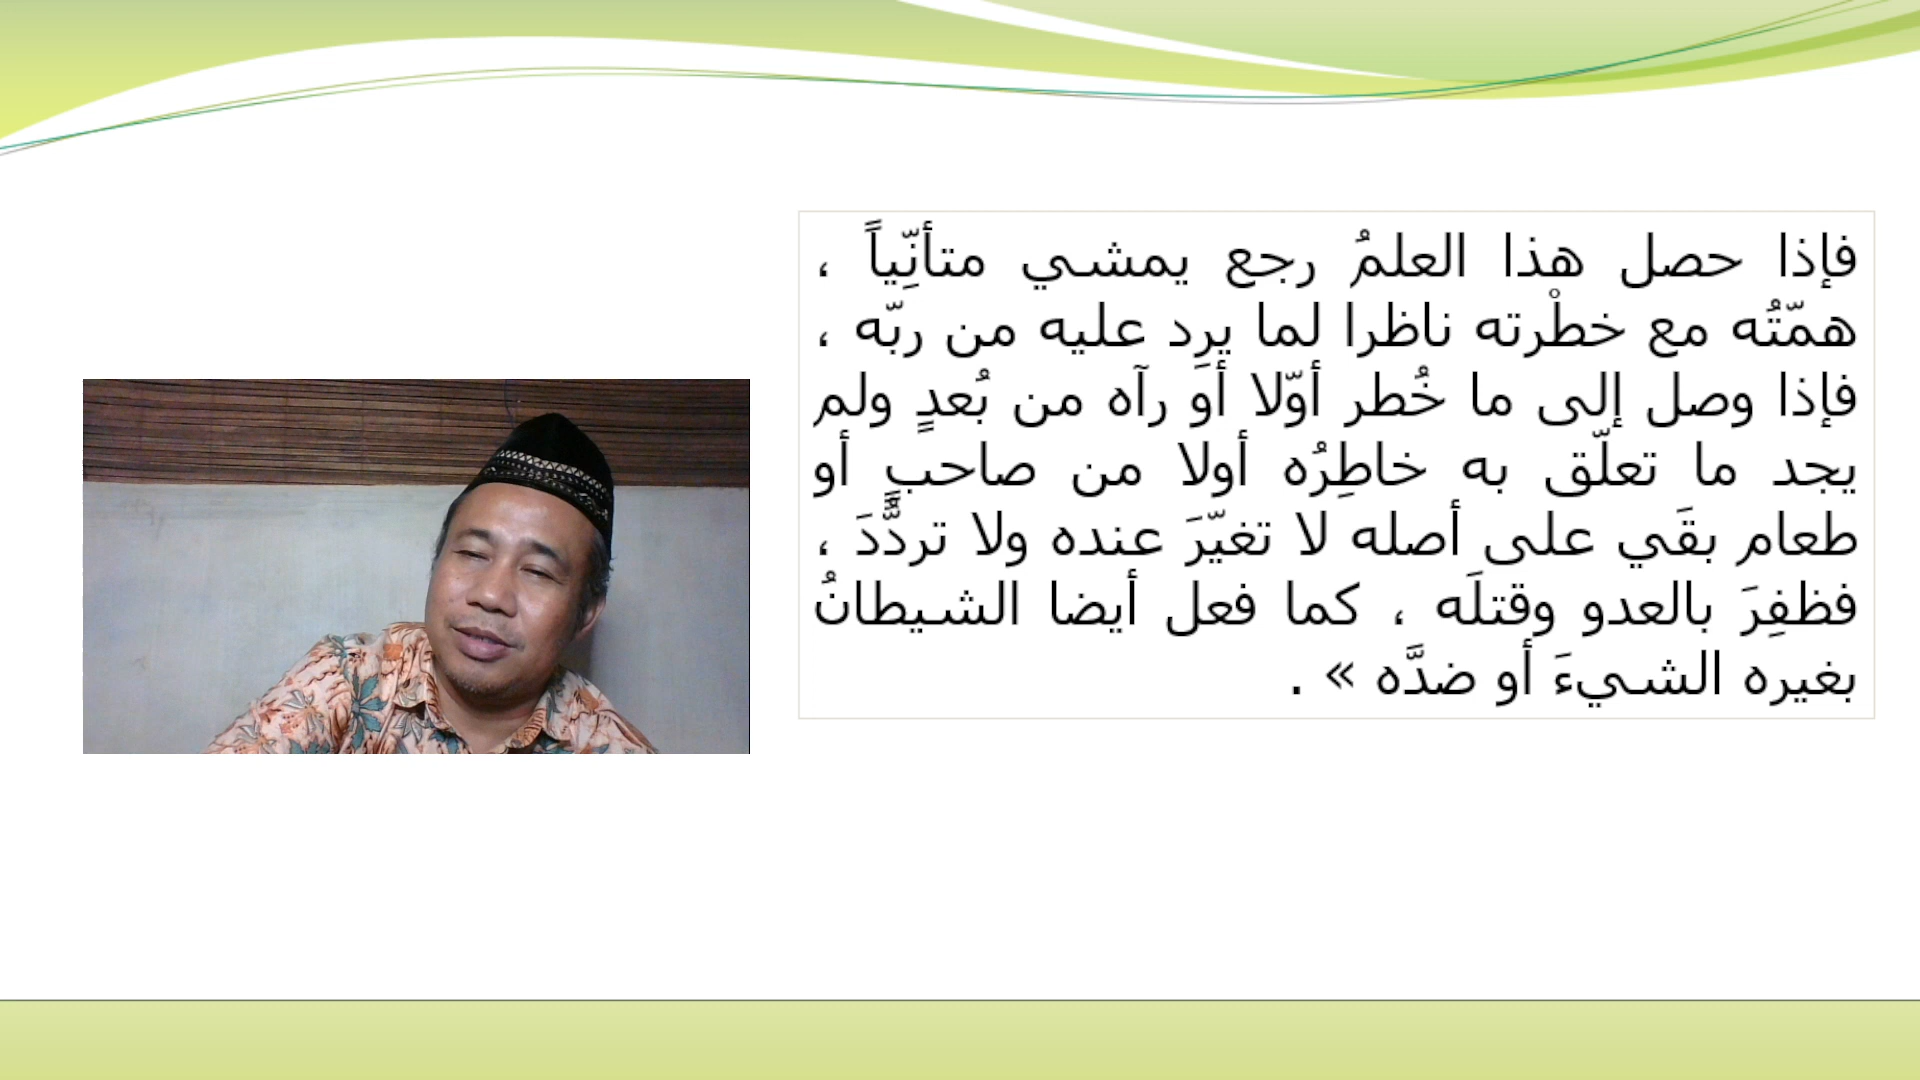 فإذا حصل هذا العلمُ رجع يمشي متأنِّياً ،
همّتُه مع خطْرته ناظرا لما يرِد عليه من ربّه ،
فإذا وصل إلى ما خُطر أوّلا أو رآه من بُعدٍ ولم
يجد ما تعلّق به خاطِرُه أولا من صاحبٍ أو
طعام بقَي على أصله لا تغيّرَ عنده ولا تردُّدَ ،
فظفِرَ بالعدو وقتلَه ، كما فعل أيضا الشيطانُ
بغيره الشيءَ أو ضدَّه » .